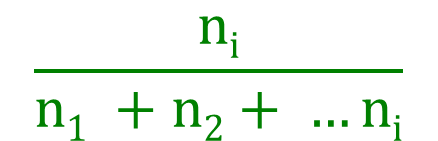 nᵢ
n₁ + n₂ + ... nᵢ